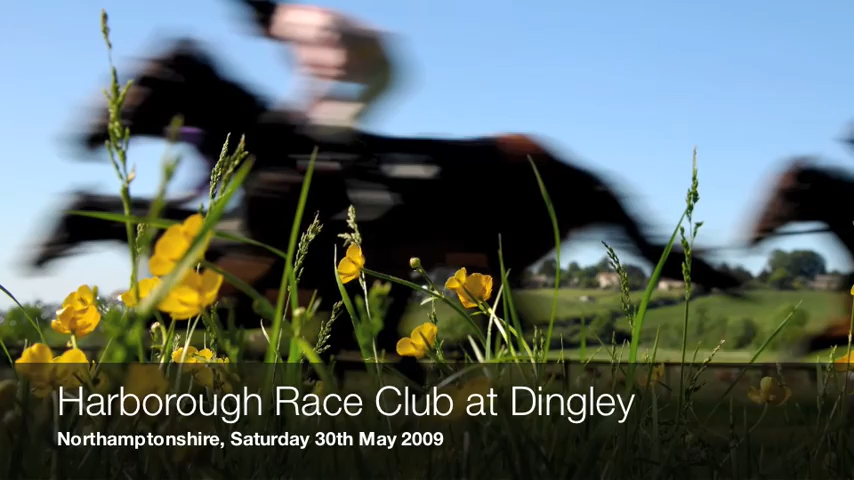 Harborough Race Club at Dingley
Northamptonshire, Saturday 30th May 2009